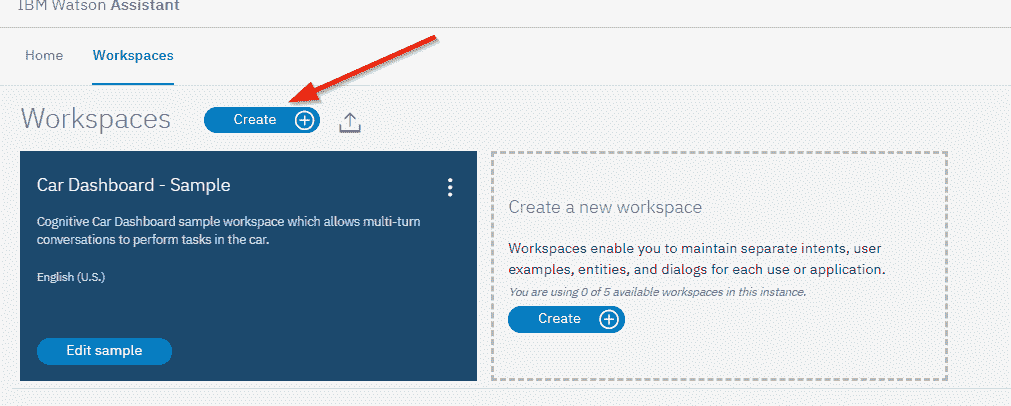 IBM Watson Assistant
Home Workspaces
Workspaces Create
Car Dashboard - Sample
Cognitive Car Dashboard sample workspace which allows multi-turn
conversations to perform tasks in the car.
English (U.S.)
Edit sample
Create a new workspace
Workspaces enable you to maintain separate intents, user
examples, entities, and dialogs for each use or application.
You are using 0 of 5 available workspaces in this instance.
Create